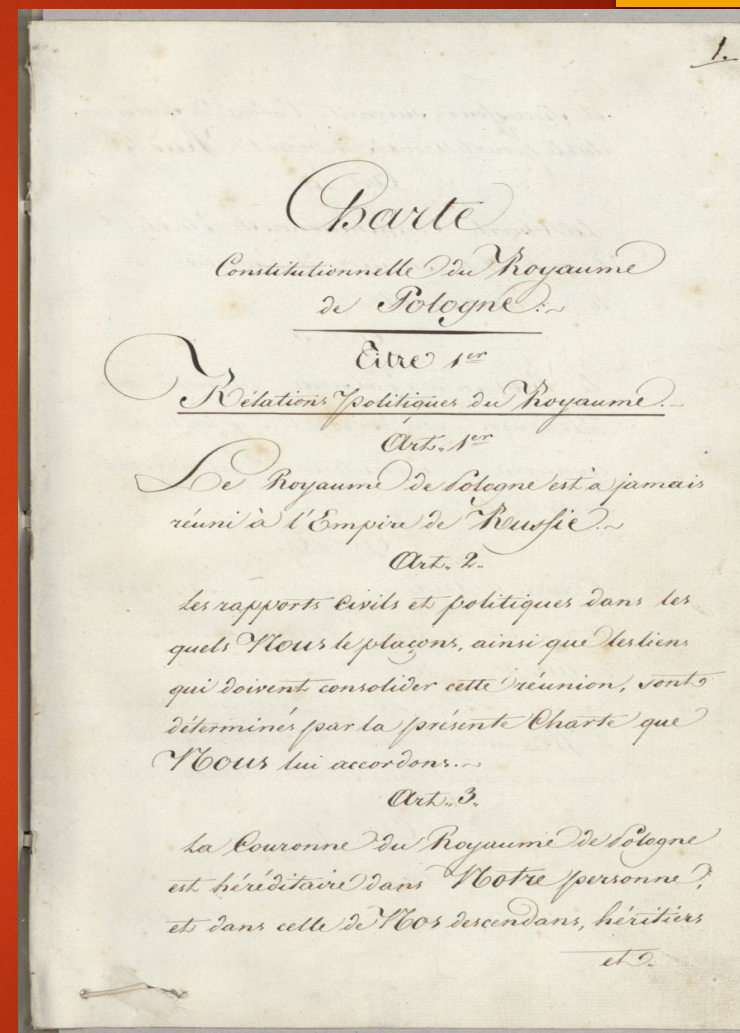 1.
Charte
Constitutionnelle du Royaume
de Pologne.
Titre 1er
Rélations politiques du Royaume.
Art. 1er
Le Royaume de Pologne est à jamais
réuni à l'Empire de Russie.
Art. 2.
Les rapports civils et politiques dans les
quels Nous le plaçons, ainsi que les liens
qui doivent consolider cette réunion, sont
déterminés par la présente Charte que
Nous lui accordons.
Art. 3.
La Couronne du Royaume de Pologne
est héréditaire dans Notre personne,
et dans celle de Nos descendans, héritiers
et